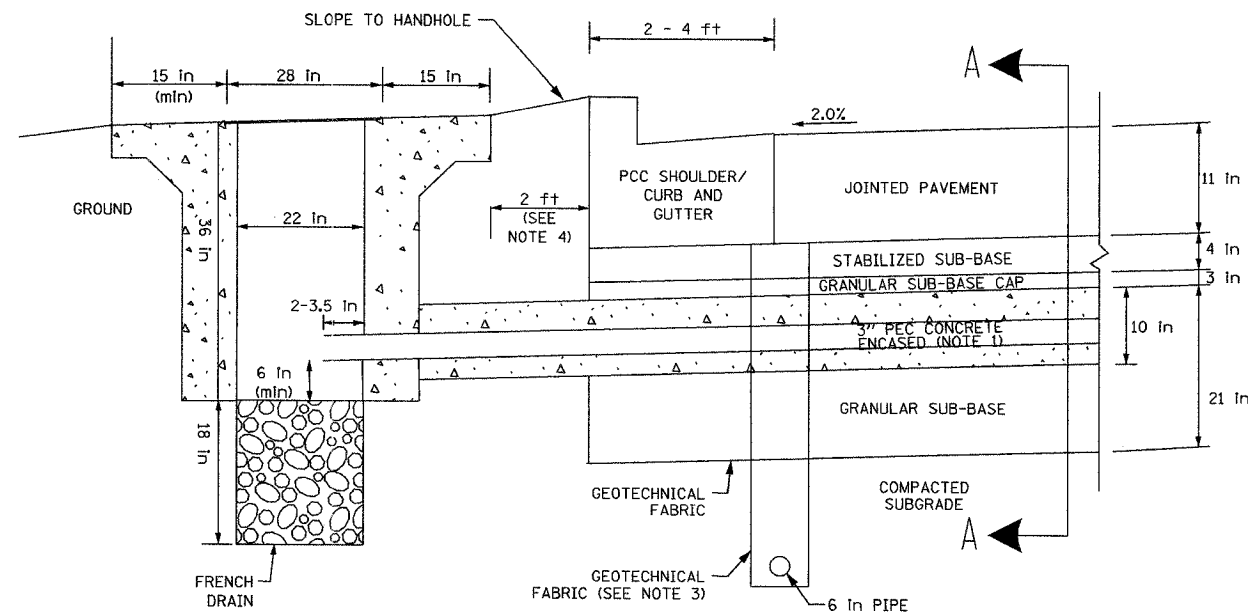 SLOPE TO HANDHOLE
2 - 4 ft
A
15 in
(min)
28 in
15 in
2.0%
GROUND
36 in
22 in
2 ft
(SEE
NOTE 4)
PCC SHOULDER/
CURB AND
GUTTER
JOINTED PAVEMENT
11 in
STABILIZED SUB-BASE
4 in
GRANULAR SUB-BASE CAP
3 in
2-3.5 in
3" PEC CONCRETE
ENCASED (NOTE 1)
10 in
6 in
(min)
18 in
GRANULAR SUB-BASE
21 in
GEOTECHNICAL
FABRIC
COMPACTED
SUBGRADE
A
FRENCH
DRAIN
GEOTECHNICAL
FABRIC (SEE NOTE 3)
6 in PIPE